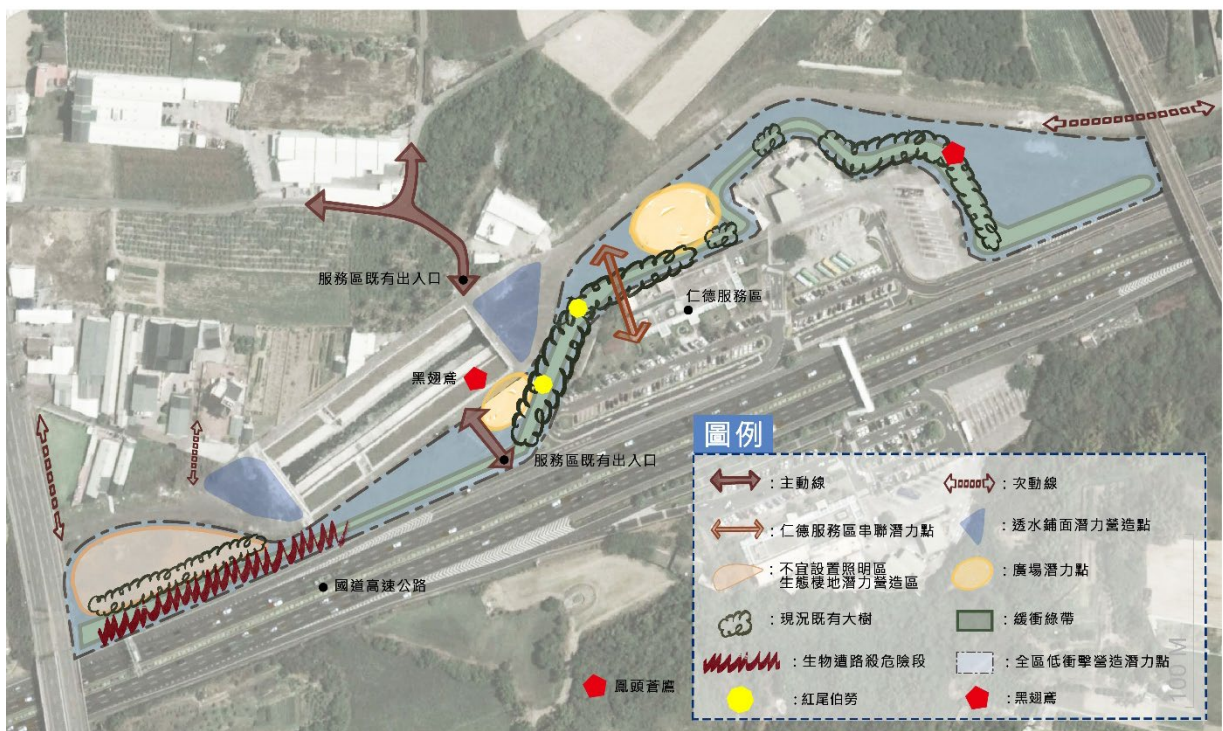 服務區既有出入口
仁德服務區
黑翅鳶
服務區既有出入口
國道高速公路
鳳頭蒼鷹
圖例
：主動線
：次動線
：仁德服務區串聯潛力點
：透水鋪面潛力營造點
：不宜設置照明區
生態棲地潛力營造區
：廣場潛力點
：現況既有大樹
：緩衝綠帶
：生物遭路殺危險段
：全區低衝擊營造潛力點
：紅尾伯勞
：黑翅鳶
100 M